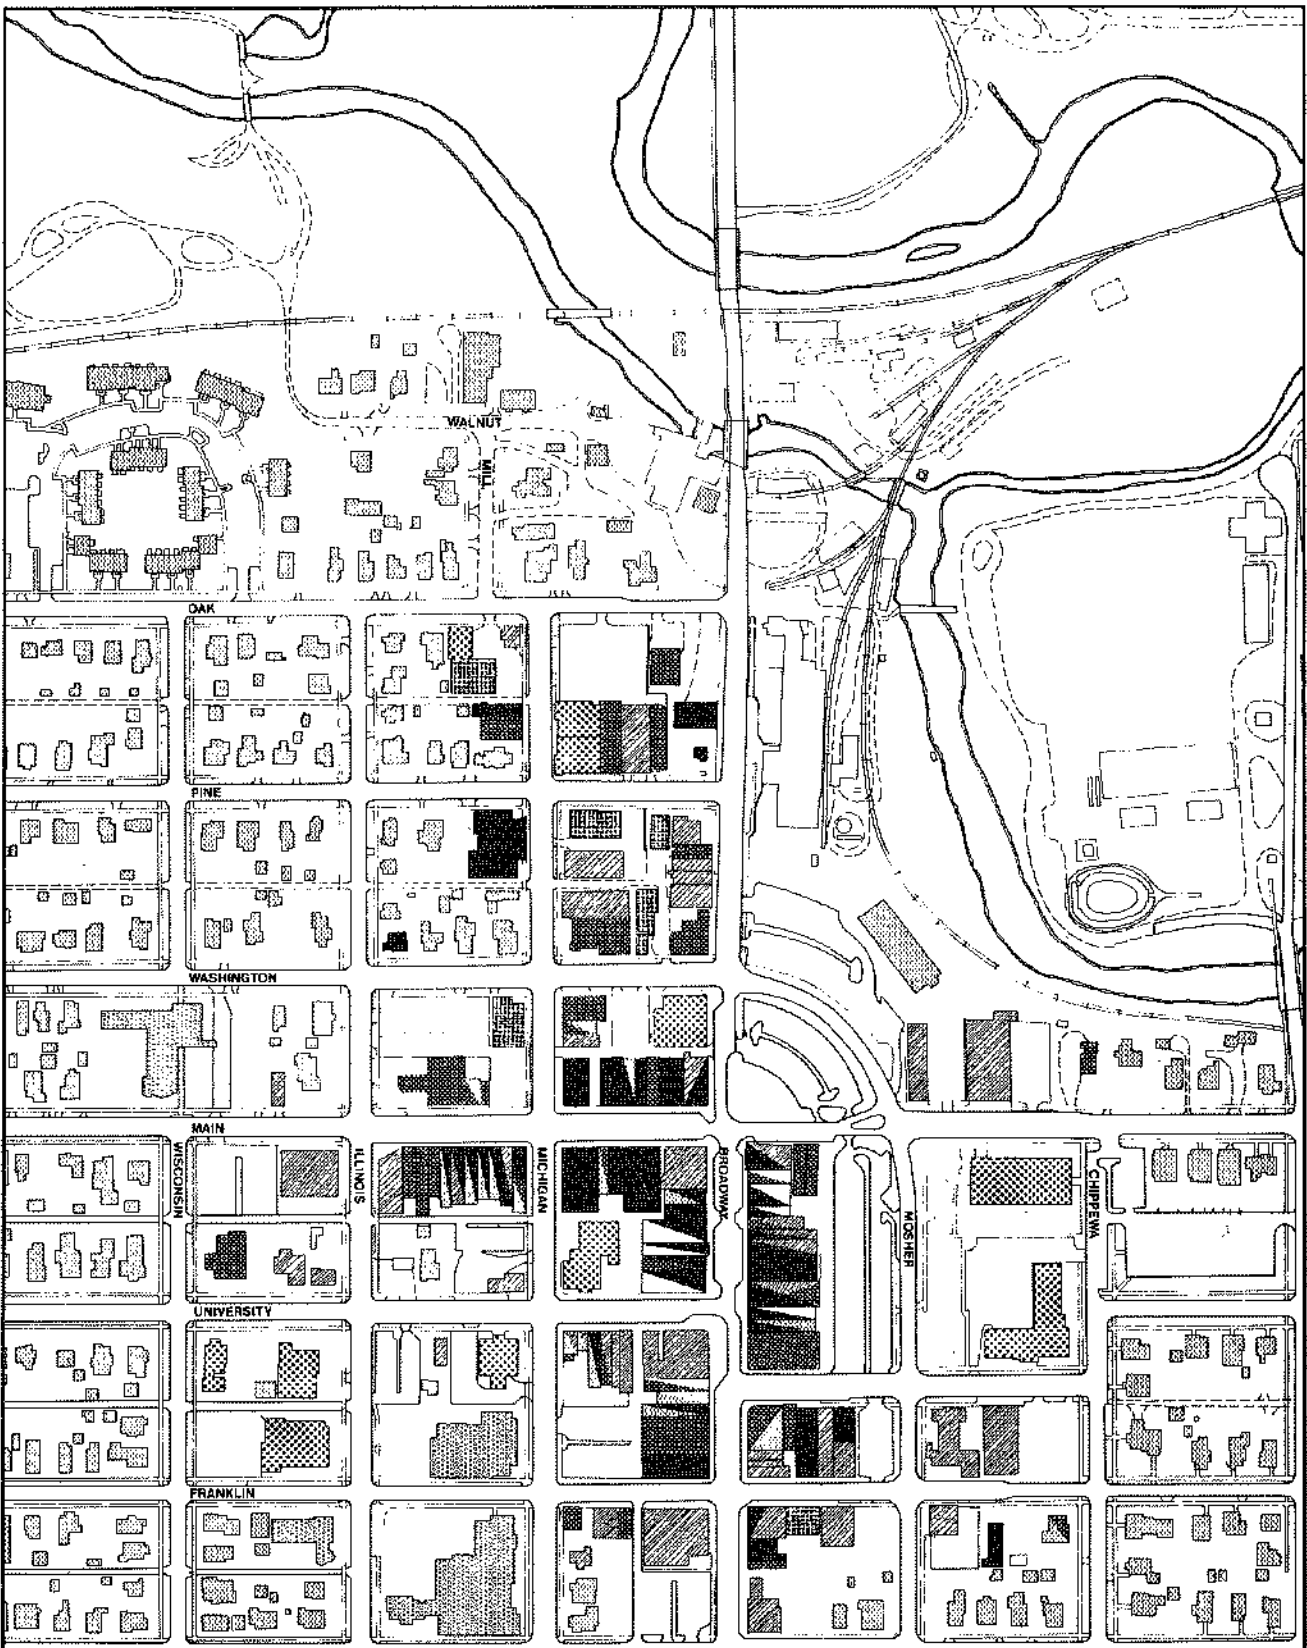 WALNUT
MILL
OAK
PINE
WASHINGTON
MAIN
WISCONSIN
ILLINOIS
MICHIGAN
BROADWAY
MOSHER
CHIPPEWA
UNIVERSITY
FRANKLIN